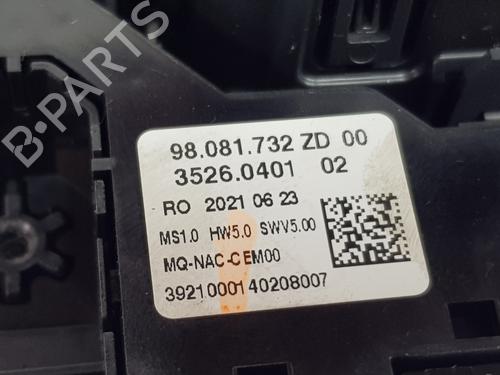 98.081.732 ZD 00
3526.0401 02
RO 2021 06 23
MS1.0 HW5.0 SWV5.00
MQ-NAC-CEM00
3921000140208007
B-PARTS